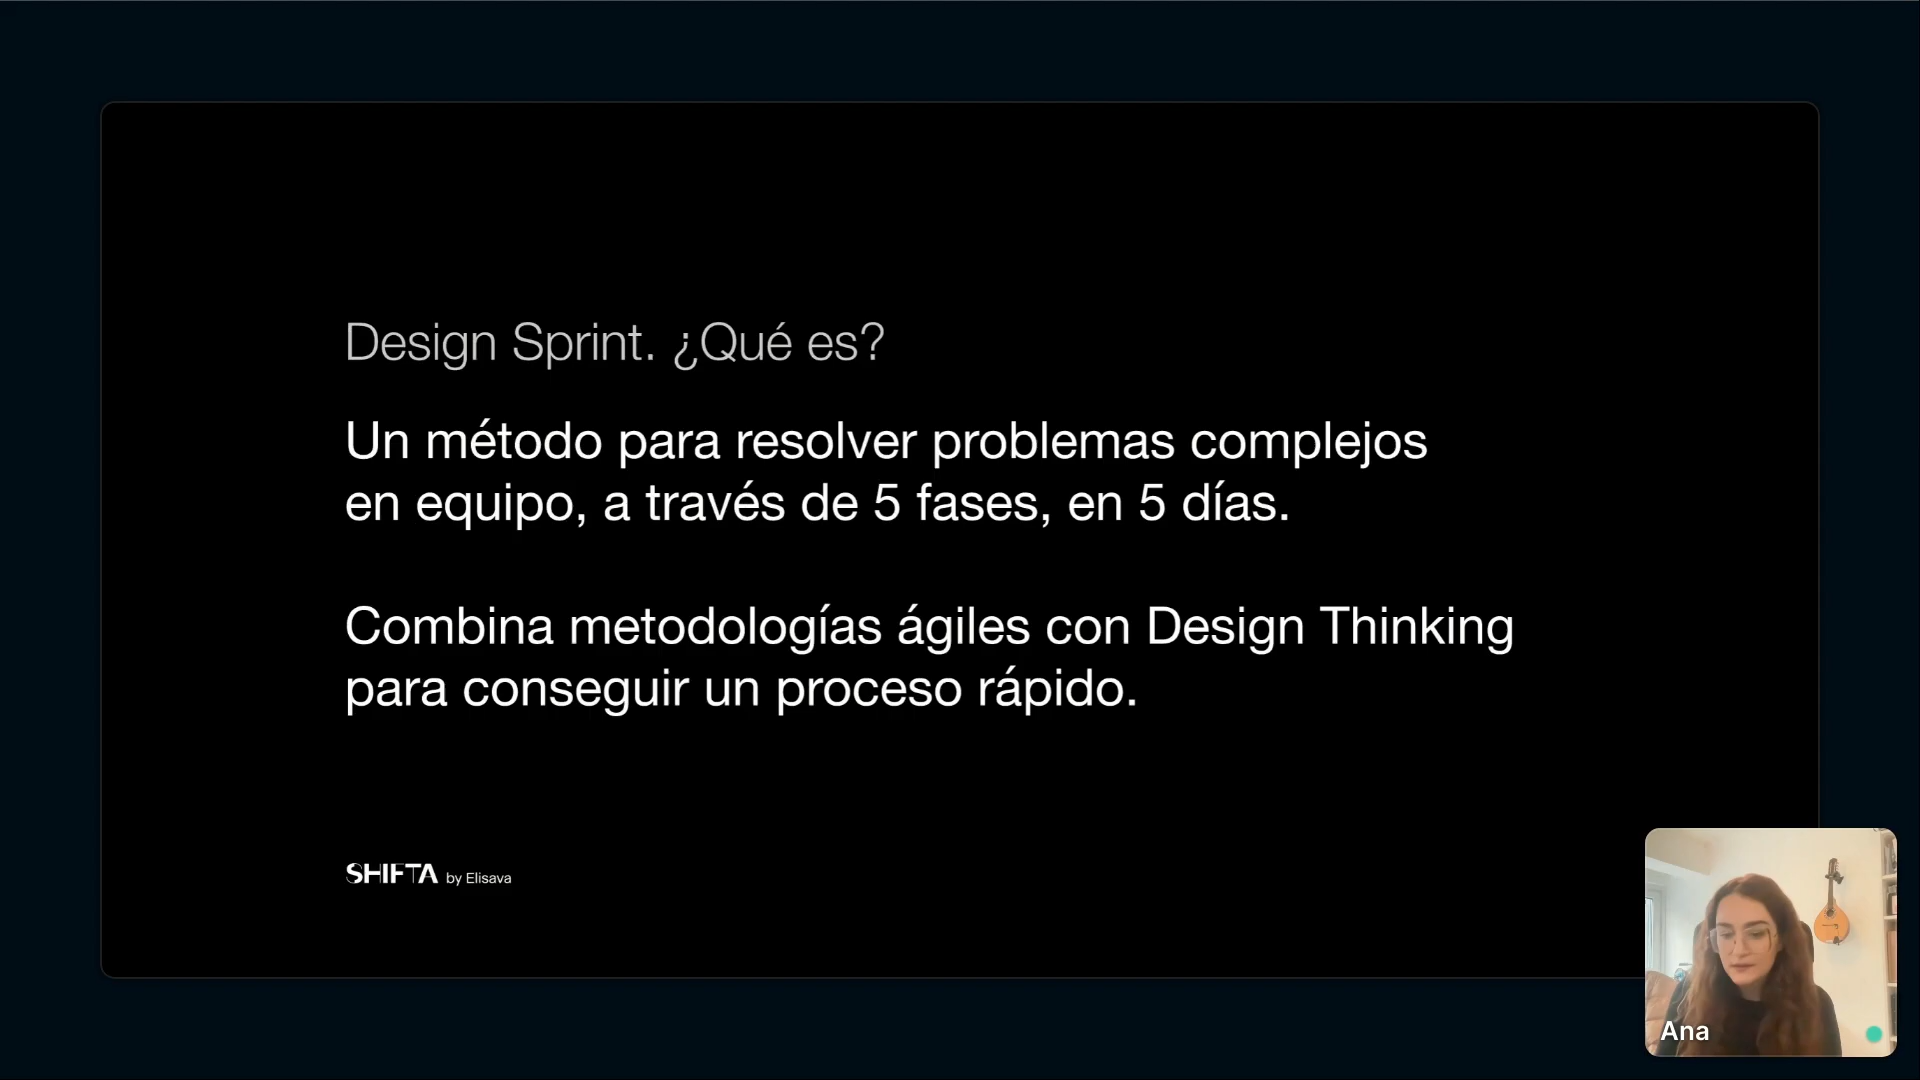 Design Sprint. ¿Qué es?
Un método para resolver problemas complejos
en equipo, a través de 5 fases, en 5 días.
Combina metodologías ágiles con Design Thinking
para conseguir un proceso rápido.
SHIFTA by Elisava
Ana